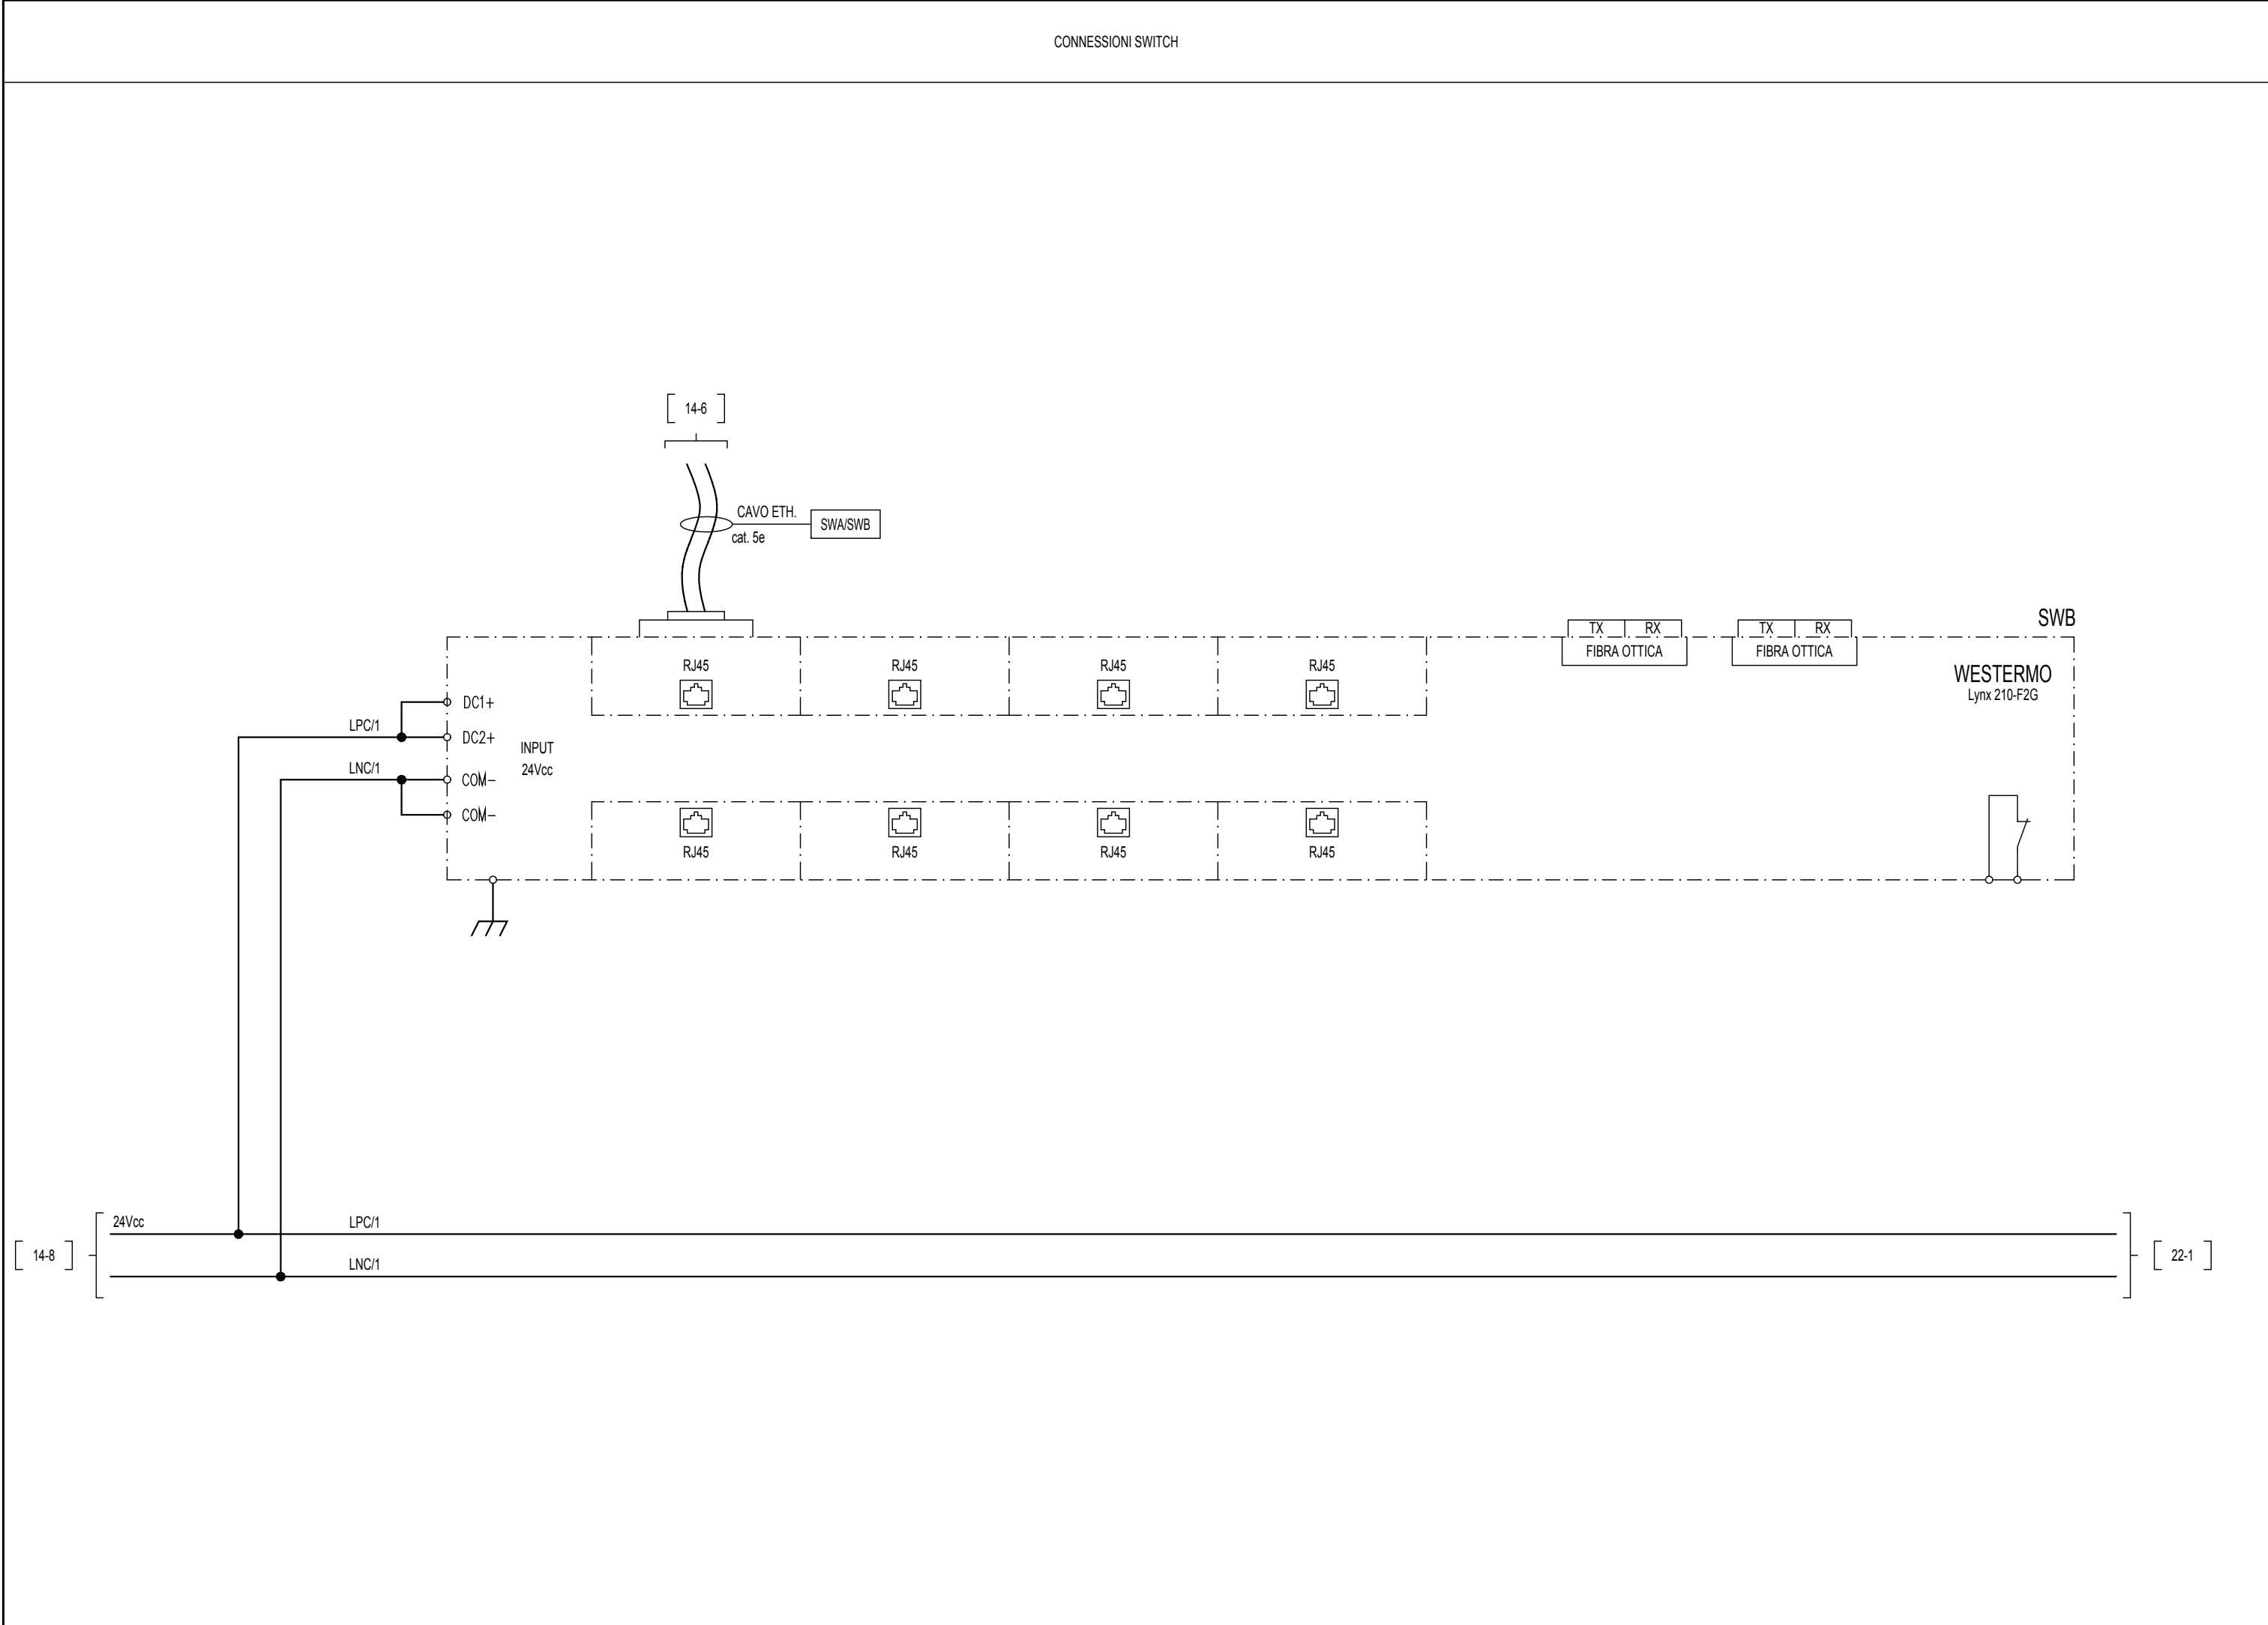 CONNESSIONI SWITCH
14-6
CAVO ETH.
cat. 5e
SWA/SWB
SWB
TX RX
TX RX
FIBRA OTTICA
FIBRA OTTICA
WESTERMO
Lynx 210-F2G
RJ45
RJ45
RJ45
RJ45
DC1+
LPC/1
DC2+
INPUT
24Vcc
LNC/1
COM-
COM-
RJ45
RJ45
RJ45
RJ45
24Vcc
LPC/1
14-8
22-1
LNC/1